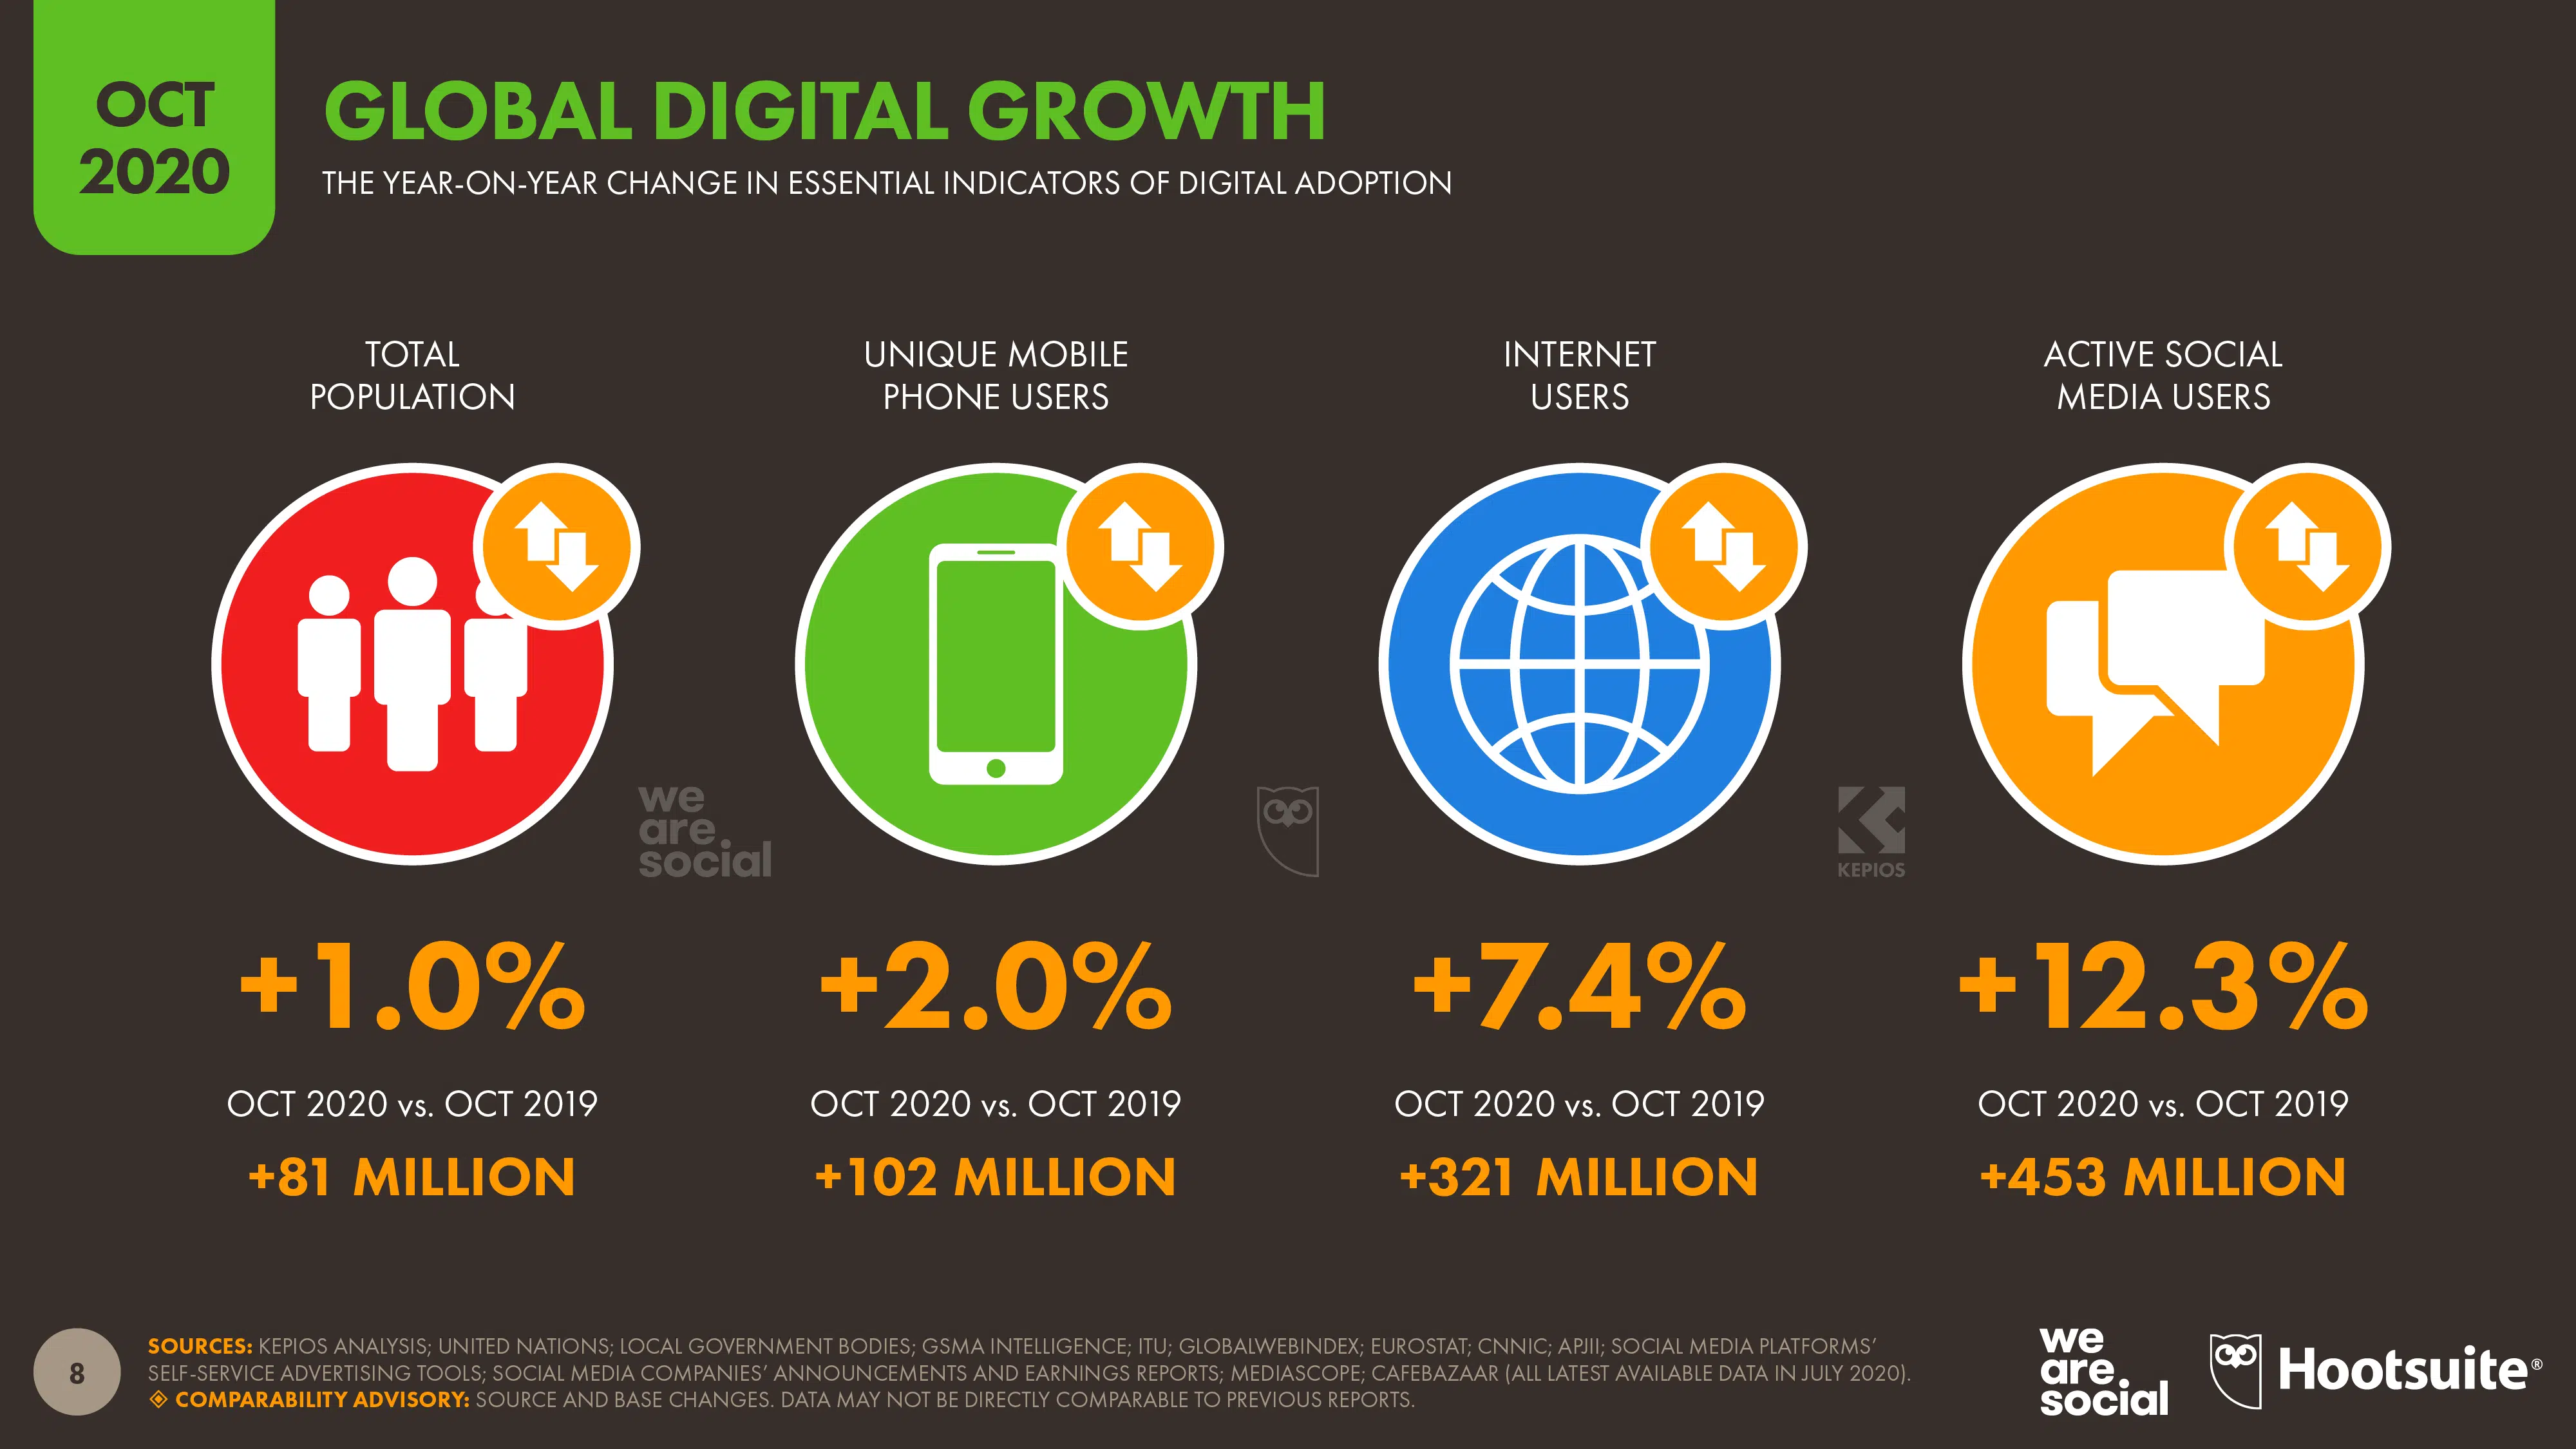 OCT
2020
GLOBAL DIGITAL GROWTH
THE YEAR-ON-YEAR CHANGE IN ESSENTIAL INDICATORS OF DIGITAL ADOPTION
TOTAL
POPULATION
UNIQUE MOBILE
PHONE USERS
INTERNET
USERS
ACTIVE SOCIAL
MEDIA USERS
we
are.
social
KEPIOS
+1.0%
+2.0%
+7.4%
+12.3%
OCT 2020 vs. OCT 2019
OCT 2020 vs. OCT 2019
OCT 2020 vs. OCT 2019
OCT 2020 vs. OCT 2019
+81 MILLION
+102 MILLION
+321 MILLION
+453 MILLION
8
SOURCES: KEPIOS ANALYSIS; UNITED NATIONS; LOCAL GOVERNMENT BODIES; GSMA INTELLIGENCE; ITU; GLOBALWEBINDEX; EUROSTAT; CNNIC; APJII; SOCIAL MEDIA PLATFORMS’
SELF-SERVICE ADVERTISING TOOLS; SOCIAL MEDIA COMPANIES’ ANNOUNCEMENTS AND EARNINGS REPORTS; MEDIASCOPE; CAFEBAZAAR (ALL LATEST AVAILABLE DATA IN JULY 2020).
COMPARABILITY ADVISORY: SOURCE AND BASE CHANGES. DATA MAY NOT BE DIRECTLY COMPARABLE TO PREVIOUS REPORTS.
we
are.
social
Hootsuite®